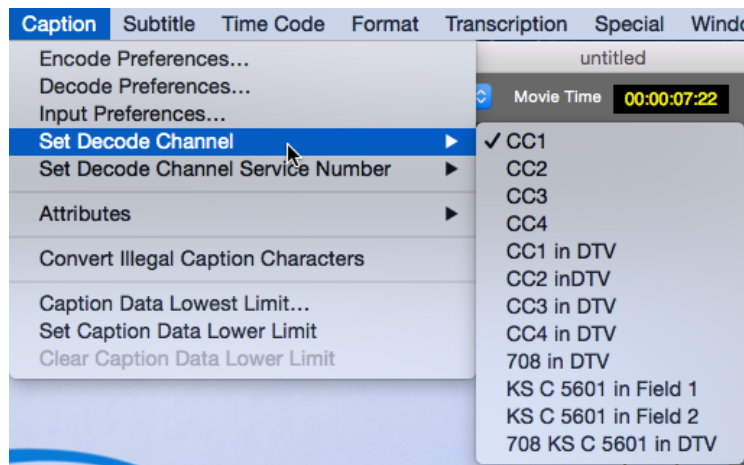 Caption Subtitle Time Code Format Transcription Special
Encode Preferences...
Decode Preferences...
Input Preferences...
Set Decode Channel
Set Decode Channel Service Number
Attributes
Convert Illegal Caption Characters
Caption Data Lowest Limit...
Set Caption Data Lower Limit
Clear Caption Data Lower Limit
untitled
Movie Time 00:00:07:22
✓ CC1
CC2
CC3
CC4
CC1 in DTV
CC2 inDTV
CC3 in DTV
CC4 in DTV
708 in DTV
KS C 5601 in Field 1
KS C 5601 in Field 2
708 KS C 5601 in DTV